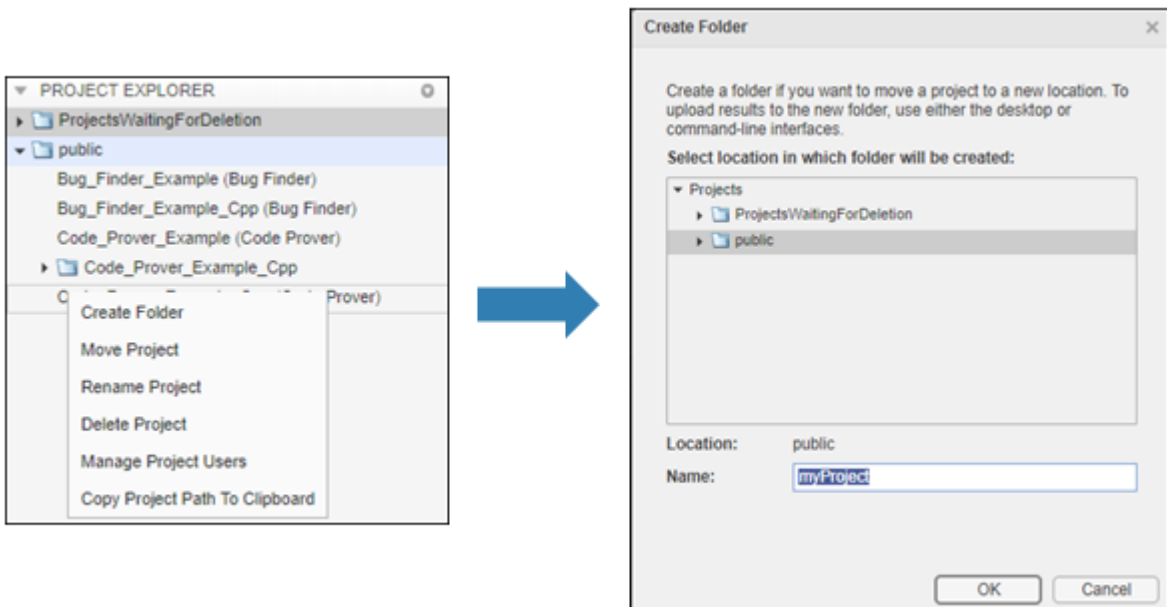 PROJECT EXPLORER
ProjectsWaitingForDeletion
public
Bug_Finder_Example (Bug Finder)
Bug_Finder_Example_Cpp (Bug Finder)
Code_Prover_Example (Code Prover)
Code_Prover_Example_Cpp
Prover)
Create Folder
Move Project
Rename Project
Delete Project
Manage Project Users
Copy Project Path To Clipboard
Create Folder
Create a folder if you want to move a project to a new location. To
upload results to the new folder, use either the desktop or
command-line interfaces.
Select location in which folder will be created:
Projects
ProjectsWaitingForDeletion
public
Location: public
Name: myProject
OK Cancel